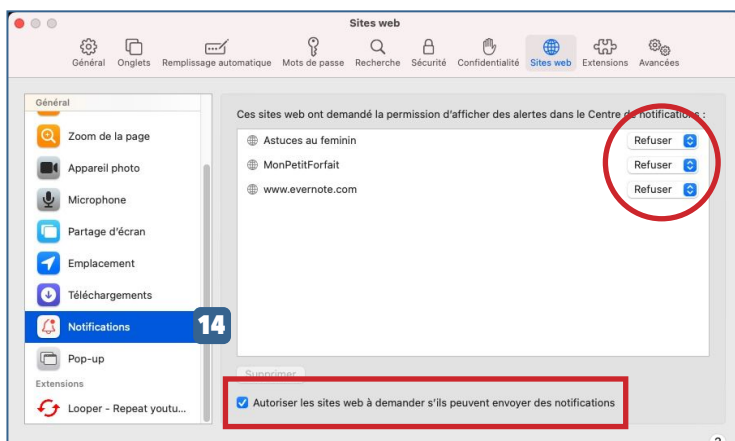 Sites web
Général Onglets Remplissage automatique Mots de passe Recherche Sécurité Confidentialité Sites web Extensions Avancées
Général
Zoom de la page
Appareil photo
Microphone
Partage d'écran
Emplacement
Téléchargements
Notifications
14
Pop-up
Extensions
Looper - Repeat youtu...
Ces sites web ont demandé la permission d'afficher des alertes dans le Centre de notifications :
Astuces au feminin Refuser
MonPetitForfait Refuser
www.evernote.com Refuser
Supprimer
Autoriser les sites web à demander s'ils peuvent envoyer des notifications
?